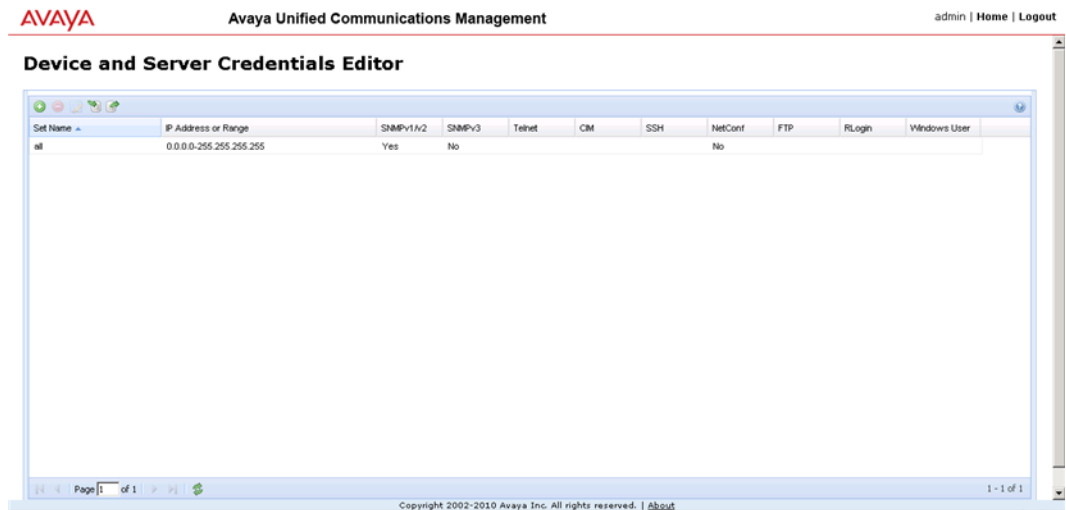 AVAYA Avaya Unified Communications Management admin | Home | Logout
Device and Server Credentials Editor
Set Name IP Address or Range SNMPv1/v2 SNMPv3 Telnet CIM SSH NetConf FTP RLogin Windows User
all 0.0.0.0-255.255.255.255 Yes No No
Page 1 of 1 1 - 1 of 1
Copyright 2002-2010 Avaya Inc. All rights reserved. | About